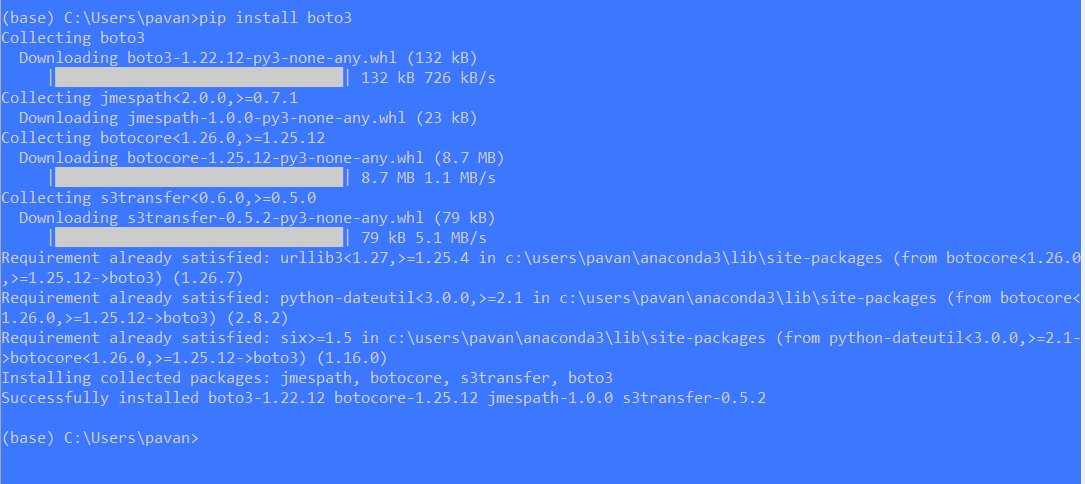 (base) C:\Users\pavan>pip install boto3
Collecting boto3
  Downloading boto3-1.22.12-py3-none-any.whl (132 kB)
     |████████████████████████████████| 132 kB 726 kB/s
Collecting jmespath<2.0.0,>=0.7.1
  Downloading jmespath-1.0.0-py3-none-any.whl (23 kB)
Collecting botocore<1.26.0,>=1.25.12
  Downloading botocore-1.25.12-py3-none-any.whl (8.7 MB)
     |████████████████████████████████| 8.7 MB 1.1 MB/s
Collecting s3transfer<0.6.0,>=0.5.0
  Downloading s3transfer-0.5.2-py3-none-any.whl (79 kB)
     |████████████████████████████████| 79 kB 5.1 MB/s
Requirement already satisfied: urllib3<1.27,>=1.25.4 in c:\users\pavan\anaconda3\lib\site-packages (from botocore<1.26.0
,>=1.25.12->boto3) (1.26.7)
Requirement already satisfied: python-dateutil<3.0.0,>=2.1 in c:\users\pavan\anaconda3\lib\site-packages (from botocore<
1.26.0,>=1.25.12->boto3) (2.8.2)
Requirement already satisfied: six>=1.5 in c:\users\pavan\anaconda3\lib\site-packages (from python-dateutil<3.0.0,>=2.1-
>botocore<1.26.0,>=1.25.12->boto3) (1.16.0)
Installing collected packages: jmespath, botocore, s3transfer, boto3
Successfully installed boto3-1.22.12 botocore-1.25.12 jmespath-1.0.0 s3transfer-0.5.2
(base) C:\Users\pavan>